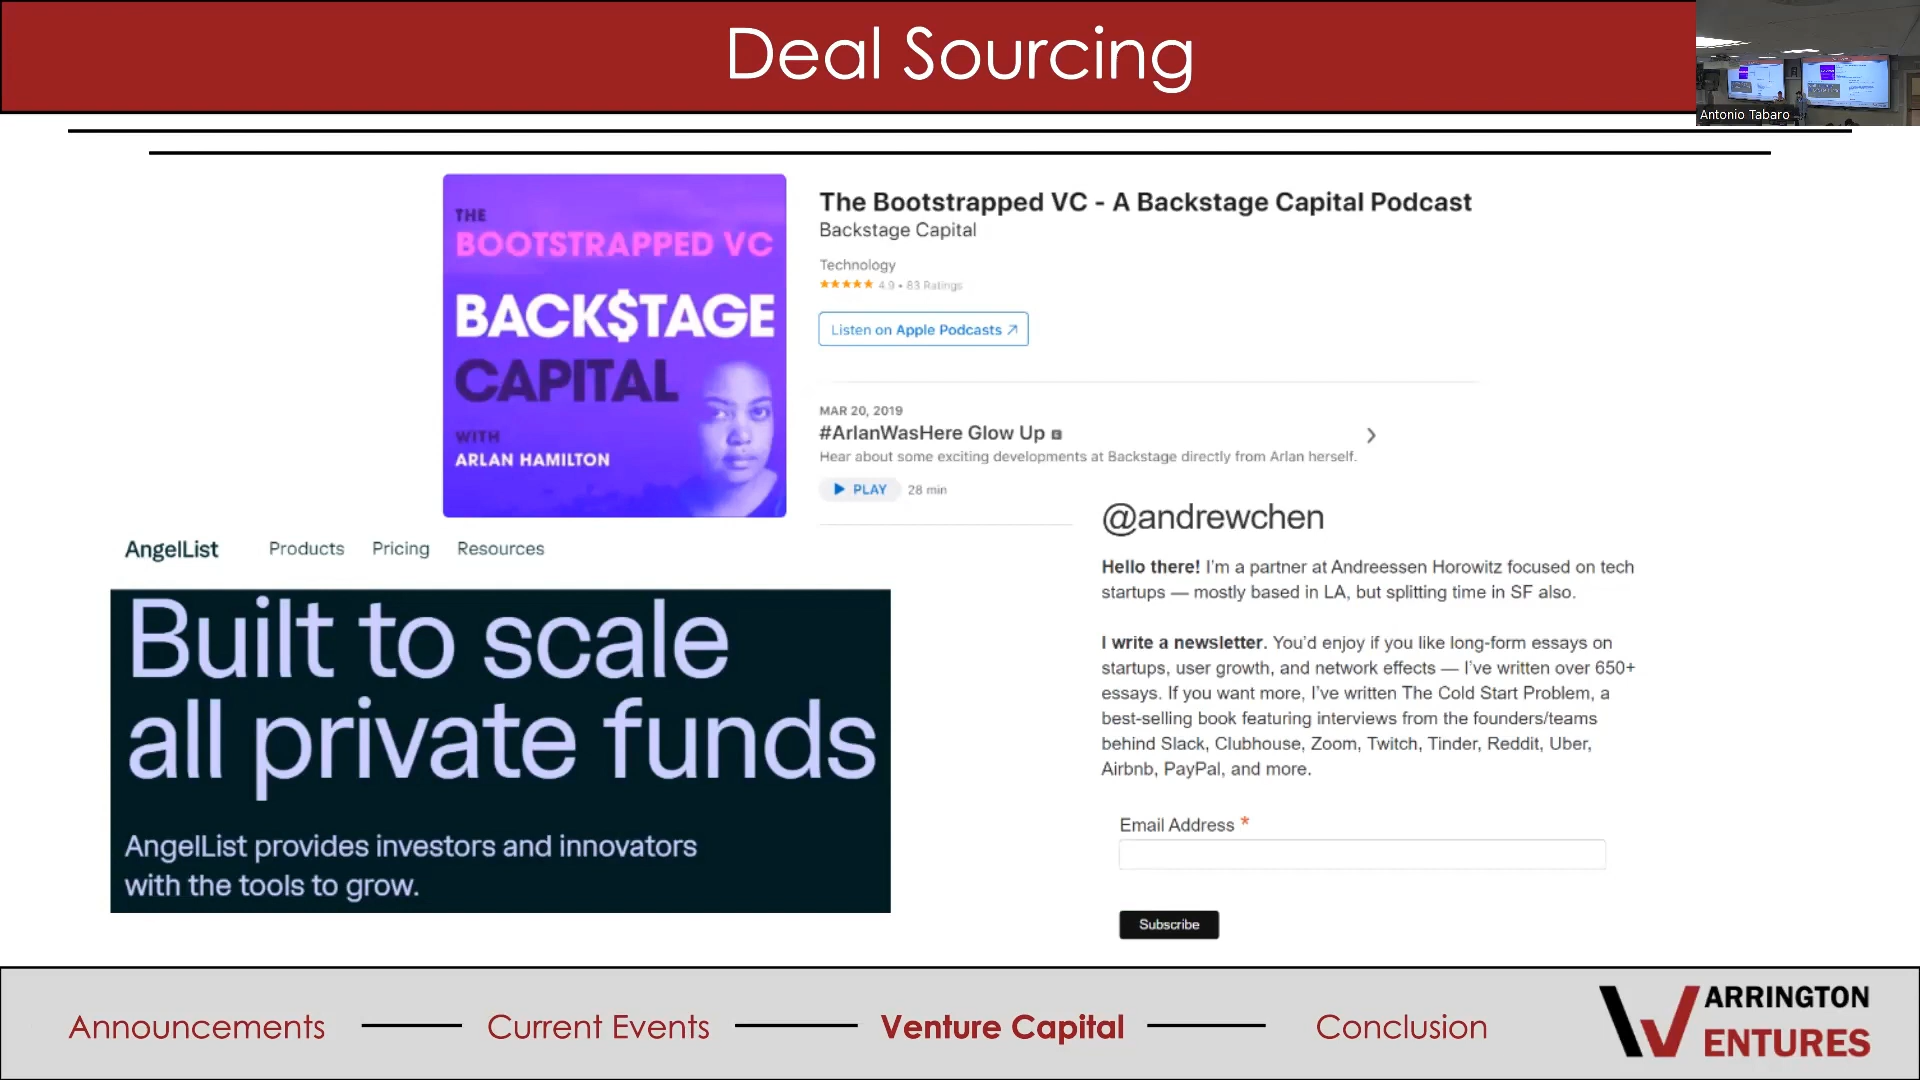 Deal Sourcing
Antonio Tabaro
THE
BOOTSTRAPPED VC
BACK$TAGE
CAPITAL
WITH
ARLAN HAMILTON
The Bootstrapped VC - A Backstage Capital Podcast
Backstage Capital
Technology
★★★★★ 4.9 • 83 Ratings
Listen on Apple Podcasts ↗
MAR 20, 2019
#ArlanWasHere Glow Up 🅴
Hear about some exciting developments at Backstage directly from Arlan herself.
▶ PLAY 28 min
AngelList Products Pricing Resources
Built to scale
all private funds
AngelList provides investors and innovators
with the tools to grow.
@andrewchen
Hello there! I'm a partner at Andreessen Horowitz focused on tech
startups — mostly based in LA, but splitting time in SF also.
I write a newsletter. You'd enjoy if you like long-form essays on
startups, user growth, and network effects — I've written over 650+
essays. If you want more, I've written The Cold Start Problem, a
best-selling book featuring interviews from the founders/teams
behind Slack, Clubhouse, Zoom, Twitch, Tinder, Reddit, Uber,
Airbnb, PayPal, and more.
Email Address *
Subscribe
Announcements Current Events Venture Capital Conclusion
WARRINGTON
VENTURES